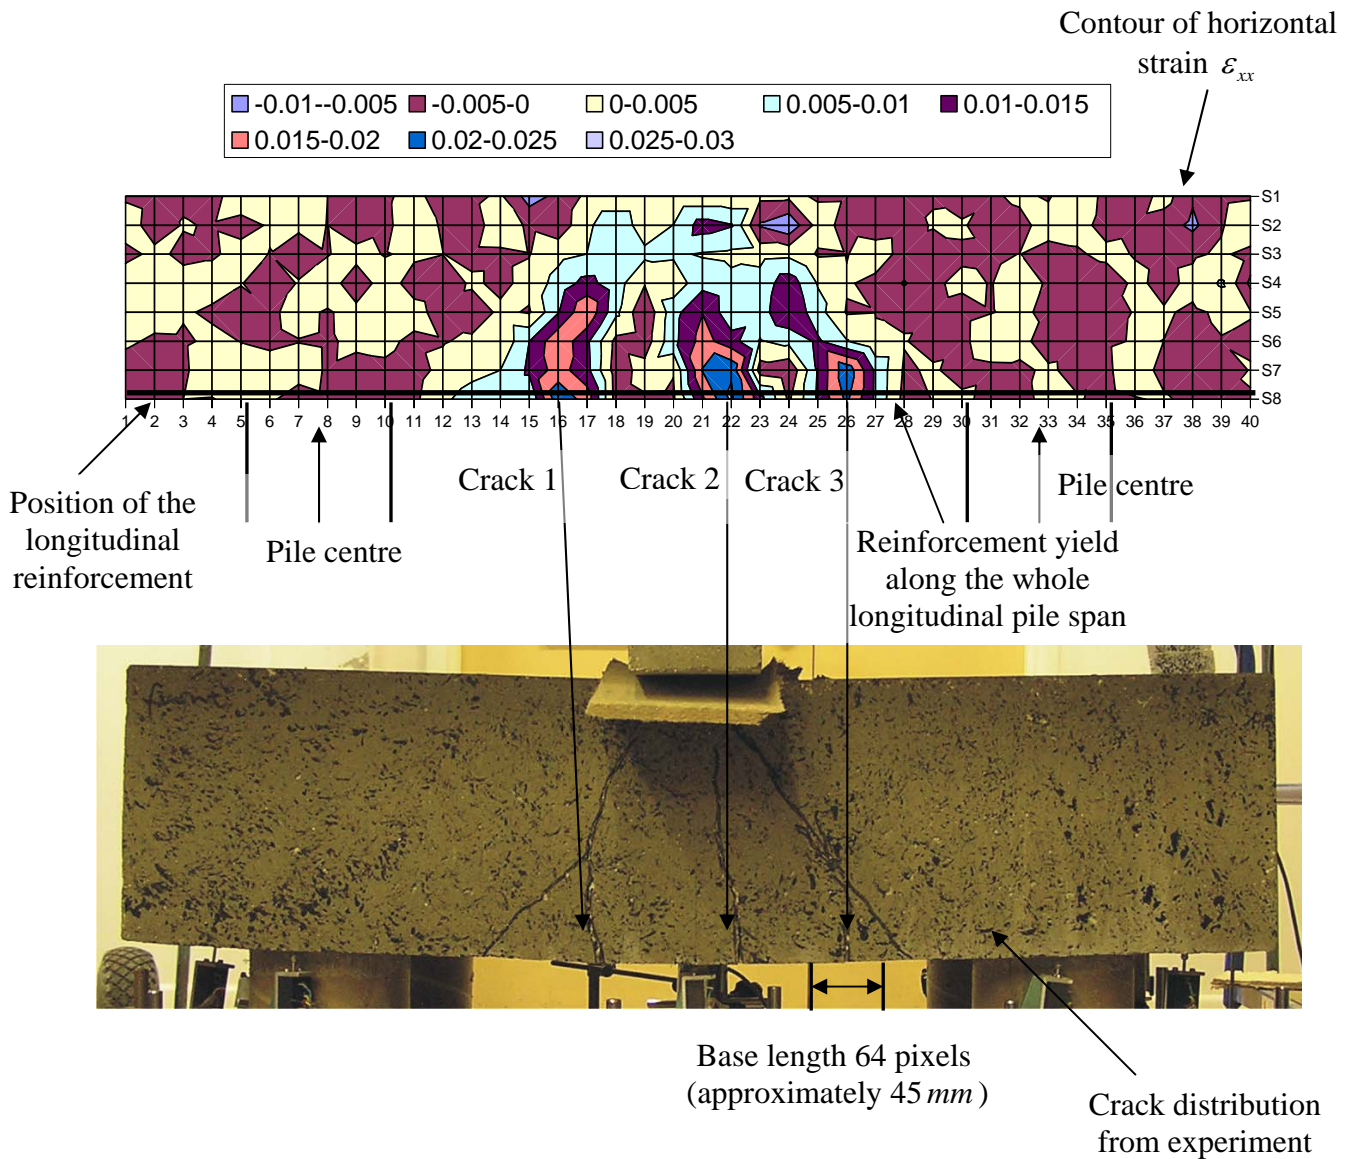 Contour of horizontal
strain εxx
-0.01--0.005 -0.005-0 0-0.005 0.005-0.01 0.01-0.015
0.015-0.02 0.02-0.025 0.025-0.03
S1
S2
S3
S4
S5
S6
S7
S8
1 2 3 4 5 6 7 8 9 10 11 12 13 14 15 16 17 18 19 20 21 22 23 24 25 26 27 28 29 30 31 32 33 34 35 36 37 38 39 40
Crack 1 Crack 2 Crack 3
Position of the
longitudinal
reinforcement
Pile centre
Pile centre
Reinforcement yield
along the whole
longitudinal pile span
Base length 64 pixels
(approximately 45 mm)
Crack distribution
from experiment